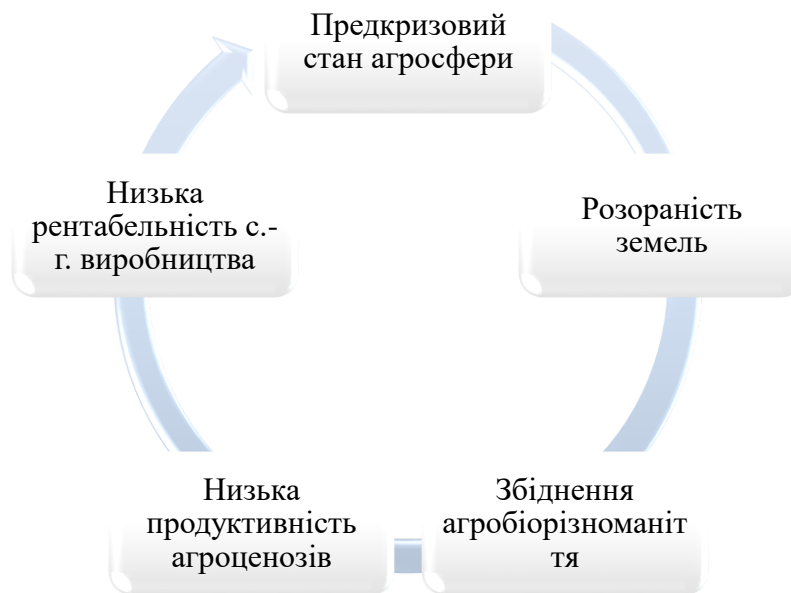 Предкризовий
стан агросфери
Розораність
земель
Збіднення
агробіорізноманіт
тя
Низька
продуктивність
агроценозів
Низька
рентабельність с.-
г. виробництва